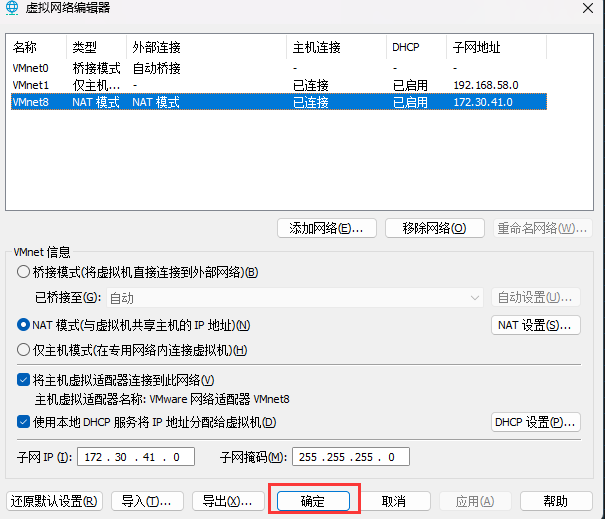 虚拟网络编辑器
名称 类型 外部连接 主机连接 DHCP 子网地址
VMnet0 桥接模式 自动桥接 - - -
VMnet1 仅主机... - 已连接 已启用 192.168.58.0
VMnet8 NAT 模式 NAT 模式 已连接 已启用 172.30.41.0
添加网络(E)... 移除网络(O) 重命名网络(W)...
VMnet 信息
桥接模式(将虚拟机直接连接到外部网络)(B)
已桥接至(G): 自动 自动设置(U)...
NAT 模式(与虚拟机共享主机的 IP 地址)(N) NAT 设置(S)...
仅主机模式(在专用网络内连接虚拟机)(H)
将主机虚拟适配器连接到此网络(V)
主机虚拟适配器名称: VMware 网络适配器 VMnet8
使用本地 DHCP 服务将 IP 地址分配给虚拟机(D) DHCP 设置(P)...
子网 IP (I): 172 . 30 . 41 . 0 子网掩码(M): 255 .255 .255 . 0
还原默认设置(R) 导入(T)... 导出(X)... 确定 取消 应用(A) 帮助